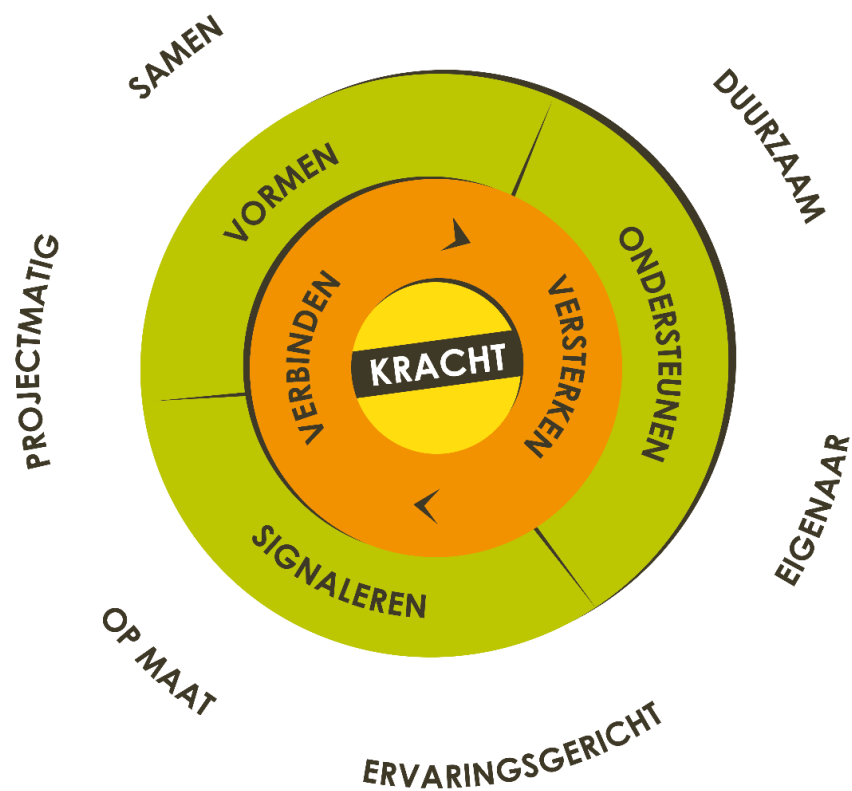 SAMEN
DUURZAAM
EIGENAAR
ERVARINGSGERICHT
OP MAAT
PROJECTMATIG
VORMEN
ONDERSTEUNEN
SIGNALEREN
VERBINDEN
VERSTERKEN
KRACHT